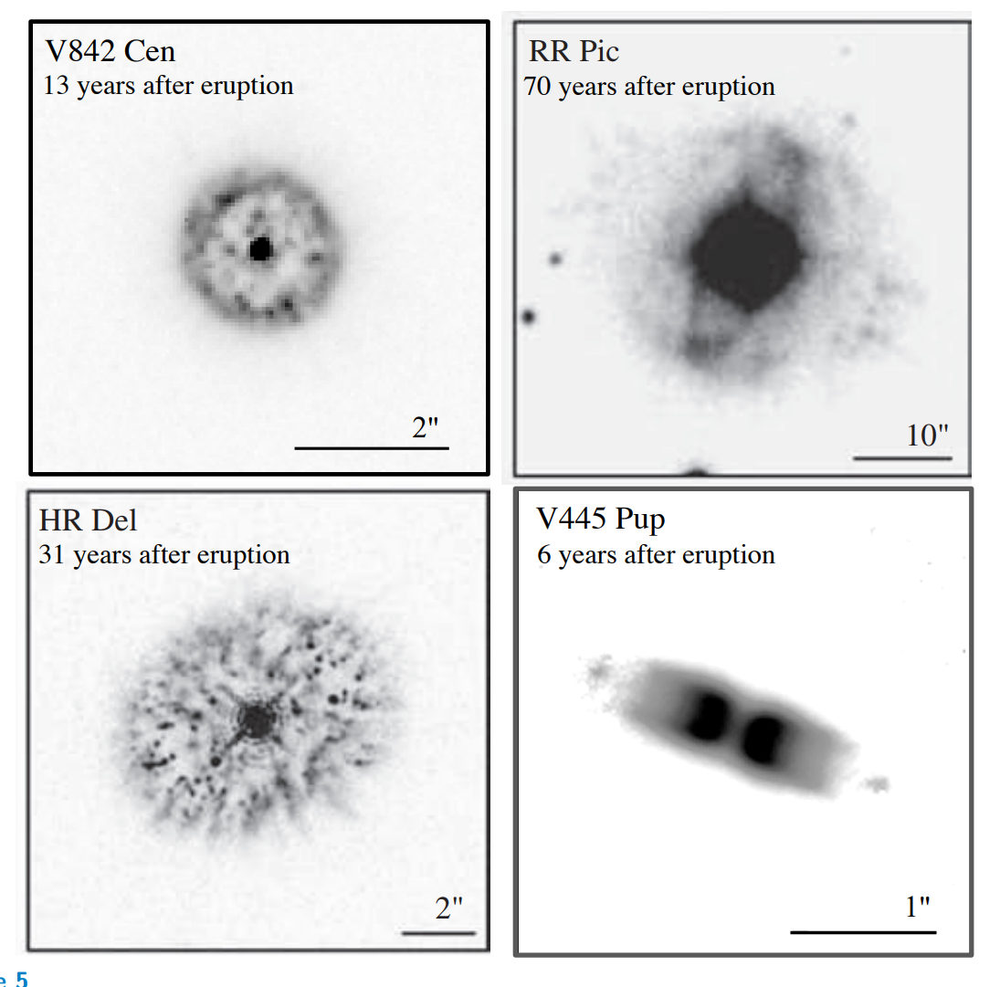 V842 Cen
13 years after eruption
2"
RR Pic
70 years after eruption
10"
HR Del
31 years after eruption
2"
V445 Pup
6 years after eruption
1"
e 5